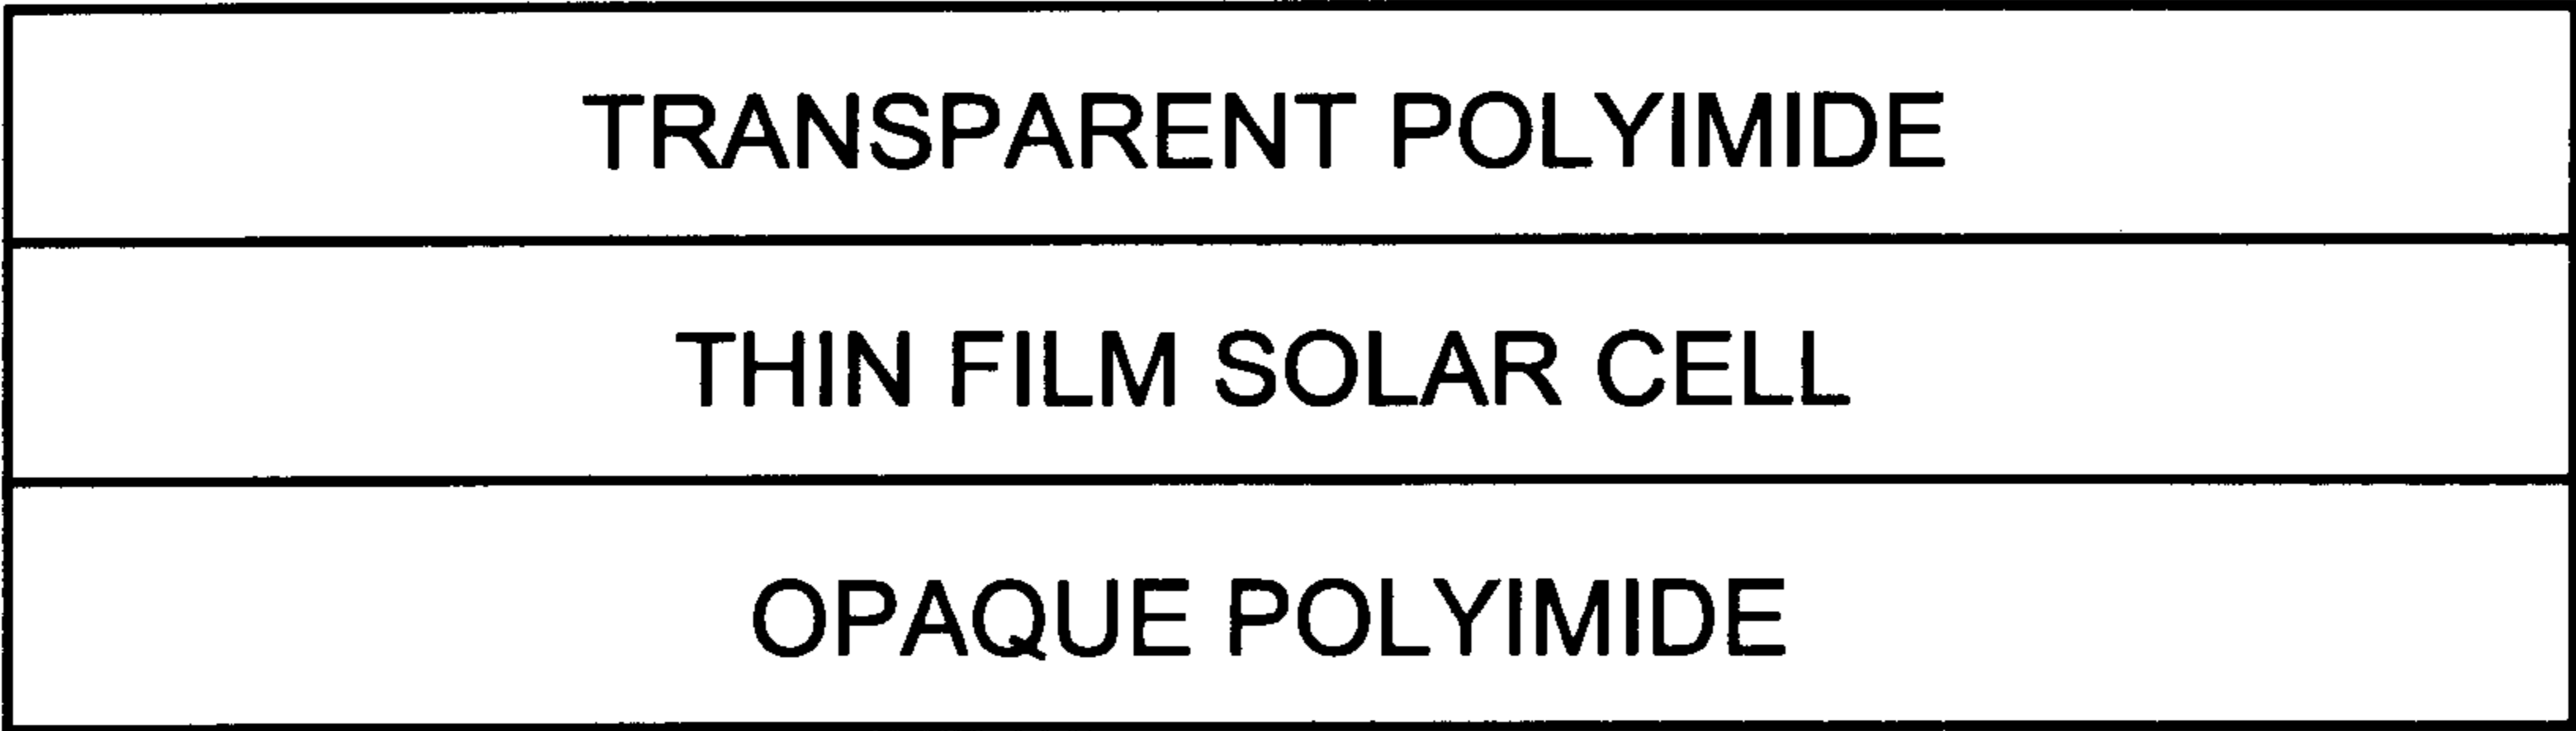 TRANSPARENT POLYIMIDE
THIN FILM SOLAR CELL
OPAQUE POLYIMIDE